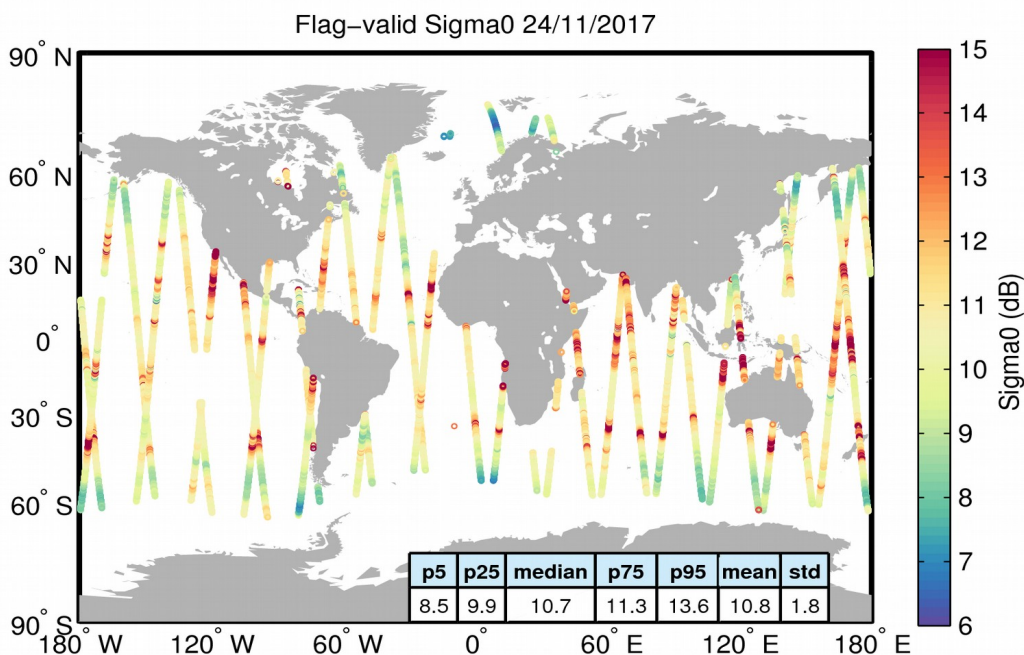 Flag−valid Sigma0 24/11/2017
90° N
60° N
30° N
0°
30° S
60° S
90° S
180° W
120° W
60° W
0°
60° E
120° E
180° E
p5 p25 median p75 p95 mean std
8.5 9.9 10.7 11.3 13.6 10.8 1.8
15
14
13
12
11
10
9
8
7
6
Sigma0 (dB)